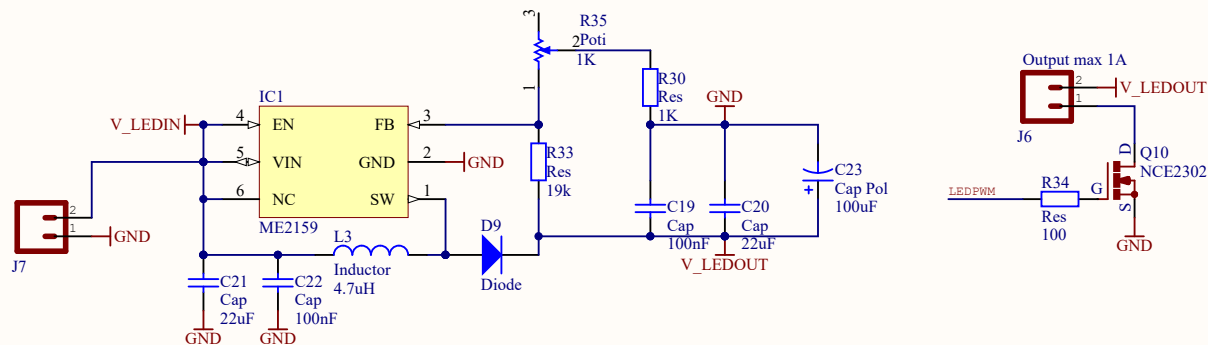 3
R35
Poti
1K
2
1
R30
Res
1K
IC1
V_LEDIN
4
EN
FB
3
5
VIN
GND
2
GND
6
NC
SW
1
ME2159
R33
Res
19k
GND
C19
Cap
100nF
C20
Cap
22uF
C23
Cap Pol
100uF
+
V_LEDOUT
2
1
GND
J7
C21
Cap
22uF
GND
C22
Cap
100nF
GND
L3
Inductor
4.7uH
D9
Diode
Output max 1A
2
V_LEDOUT
1
J6
D
Q10
NCE2302
G
S
LEDPWM
R34
Res
100
GND